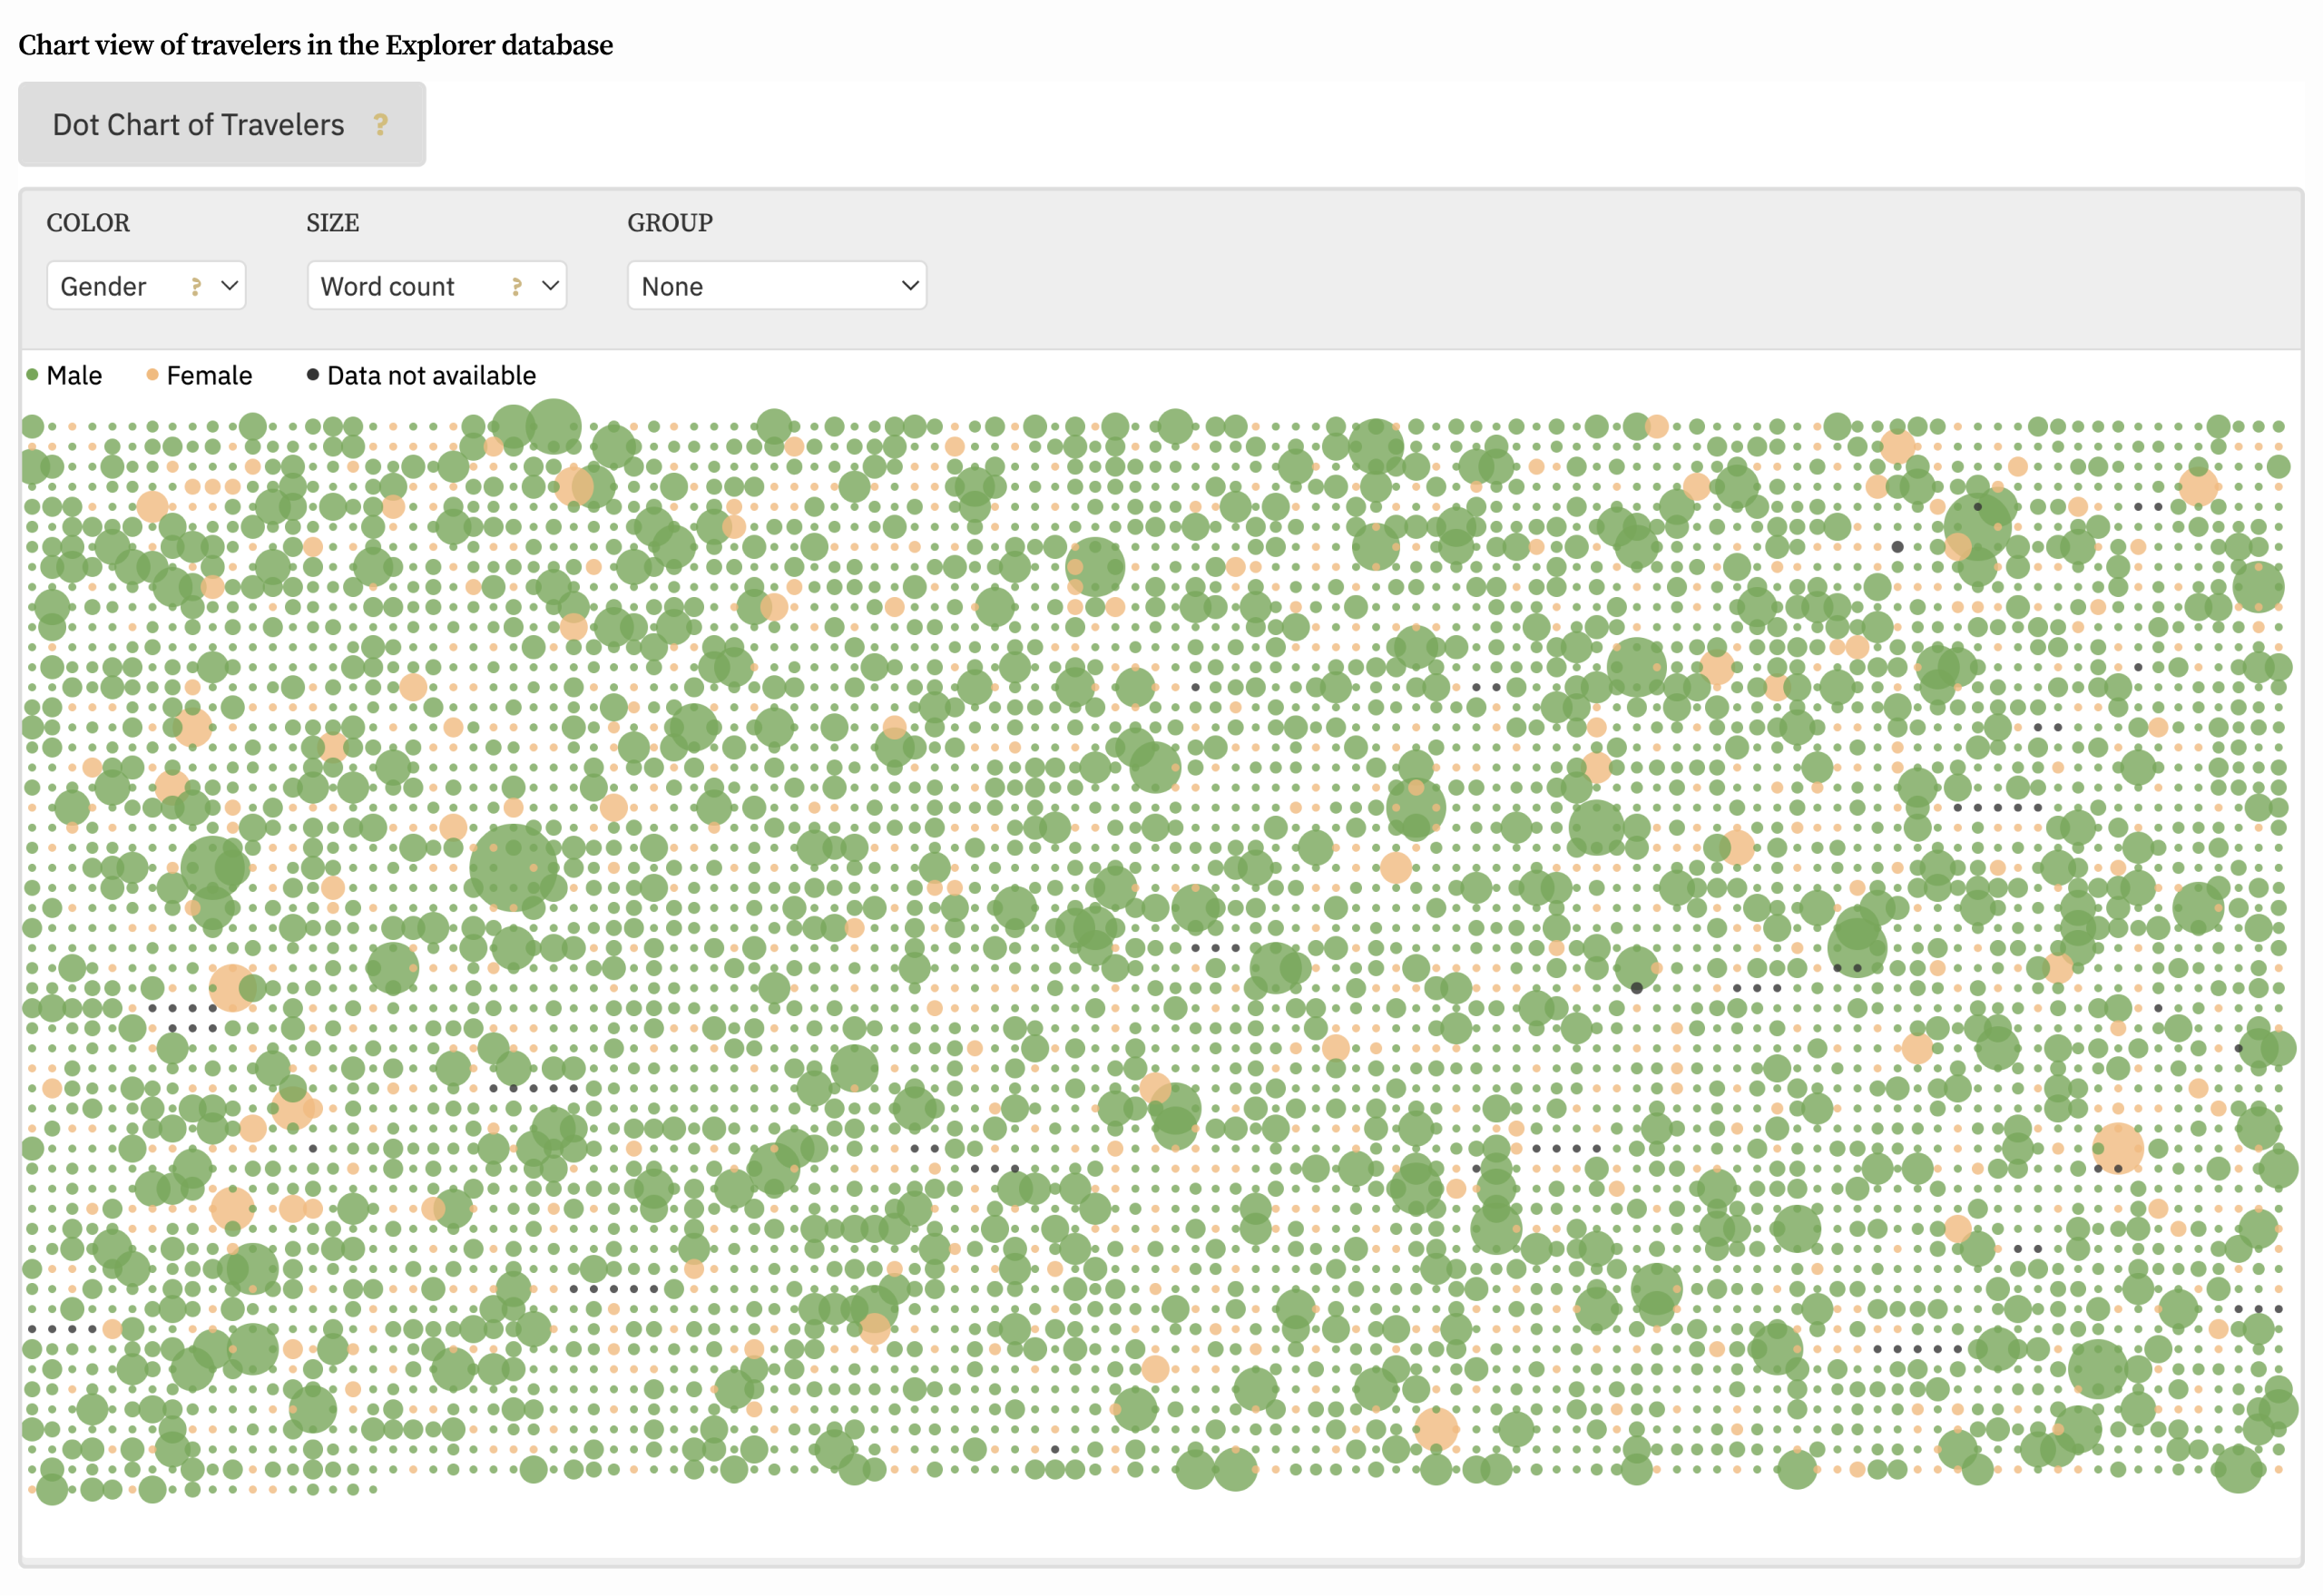 Chart view of travelers in the Explorer database
Dot Chart of Travelers ?
COLOR SIZE GROUP
Gender ? Word count ? None
Male Female Data not available